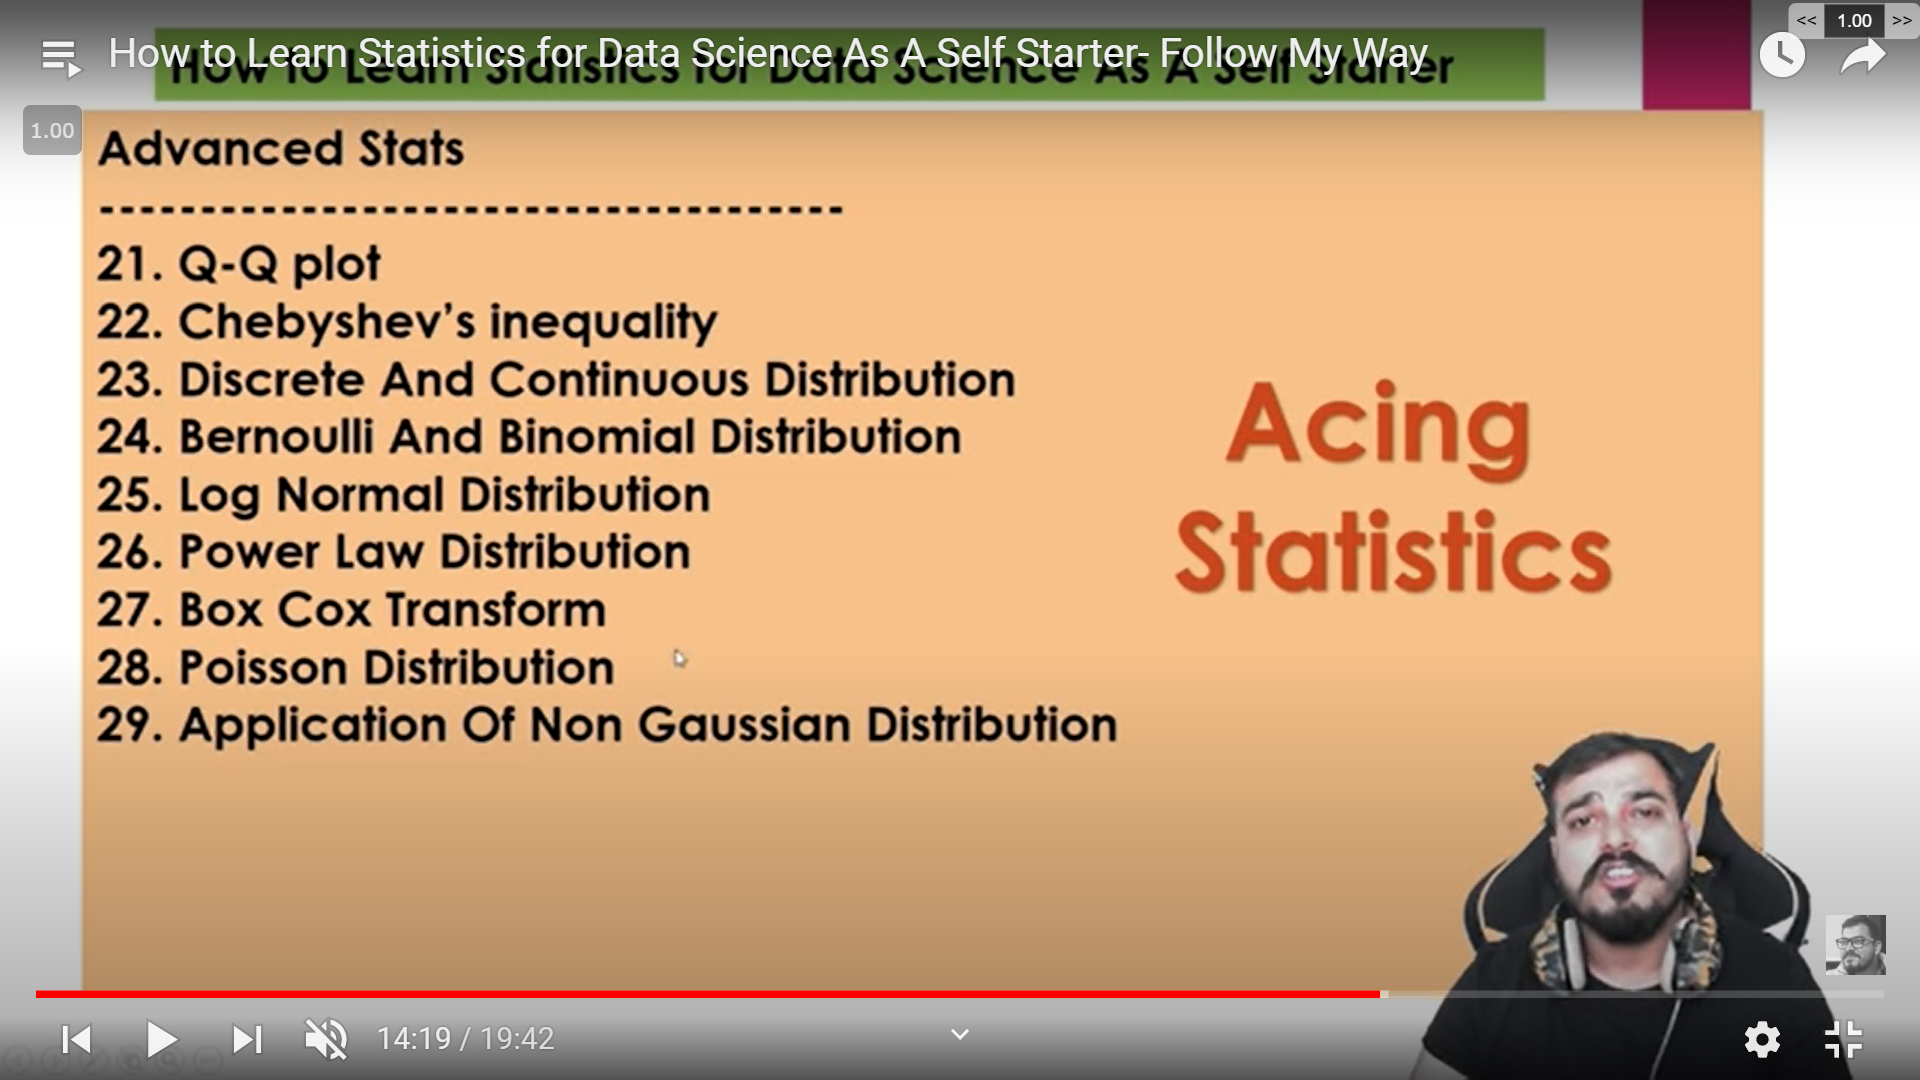 << 1.00 >>
How to Learn Statistics for Data Science As A Self Starter- Follow My Way
How to Learn Statistics for Data Science As A Self Starter
1.00
Advanced Stats
-------------------------------------
21. Q-Q plot
22. Chebyshev’s inequality
23. Discrete And Continuous Distribution
24. Bernoulli And Binomial Distribution
25. Log Normal Distribution
26. Power Law Distribution
27. Box Cox Transform
28. Poisson Distribution
29. Application Of Non Gaussian Distribution
Acing
Statistics
14:19 / 19:42